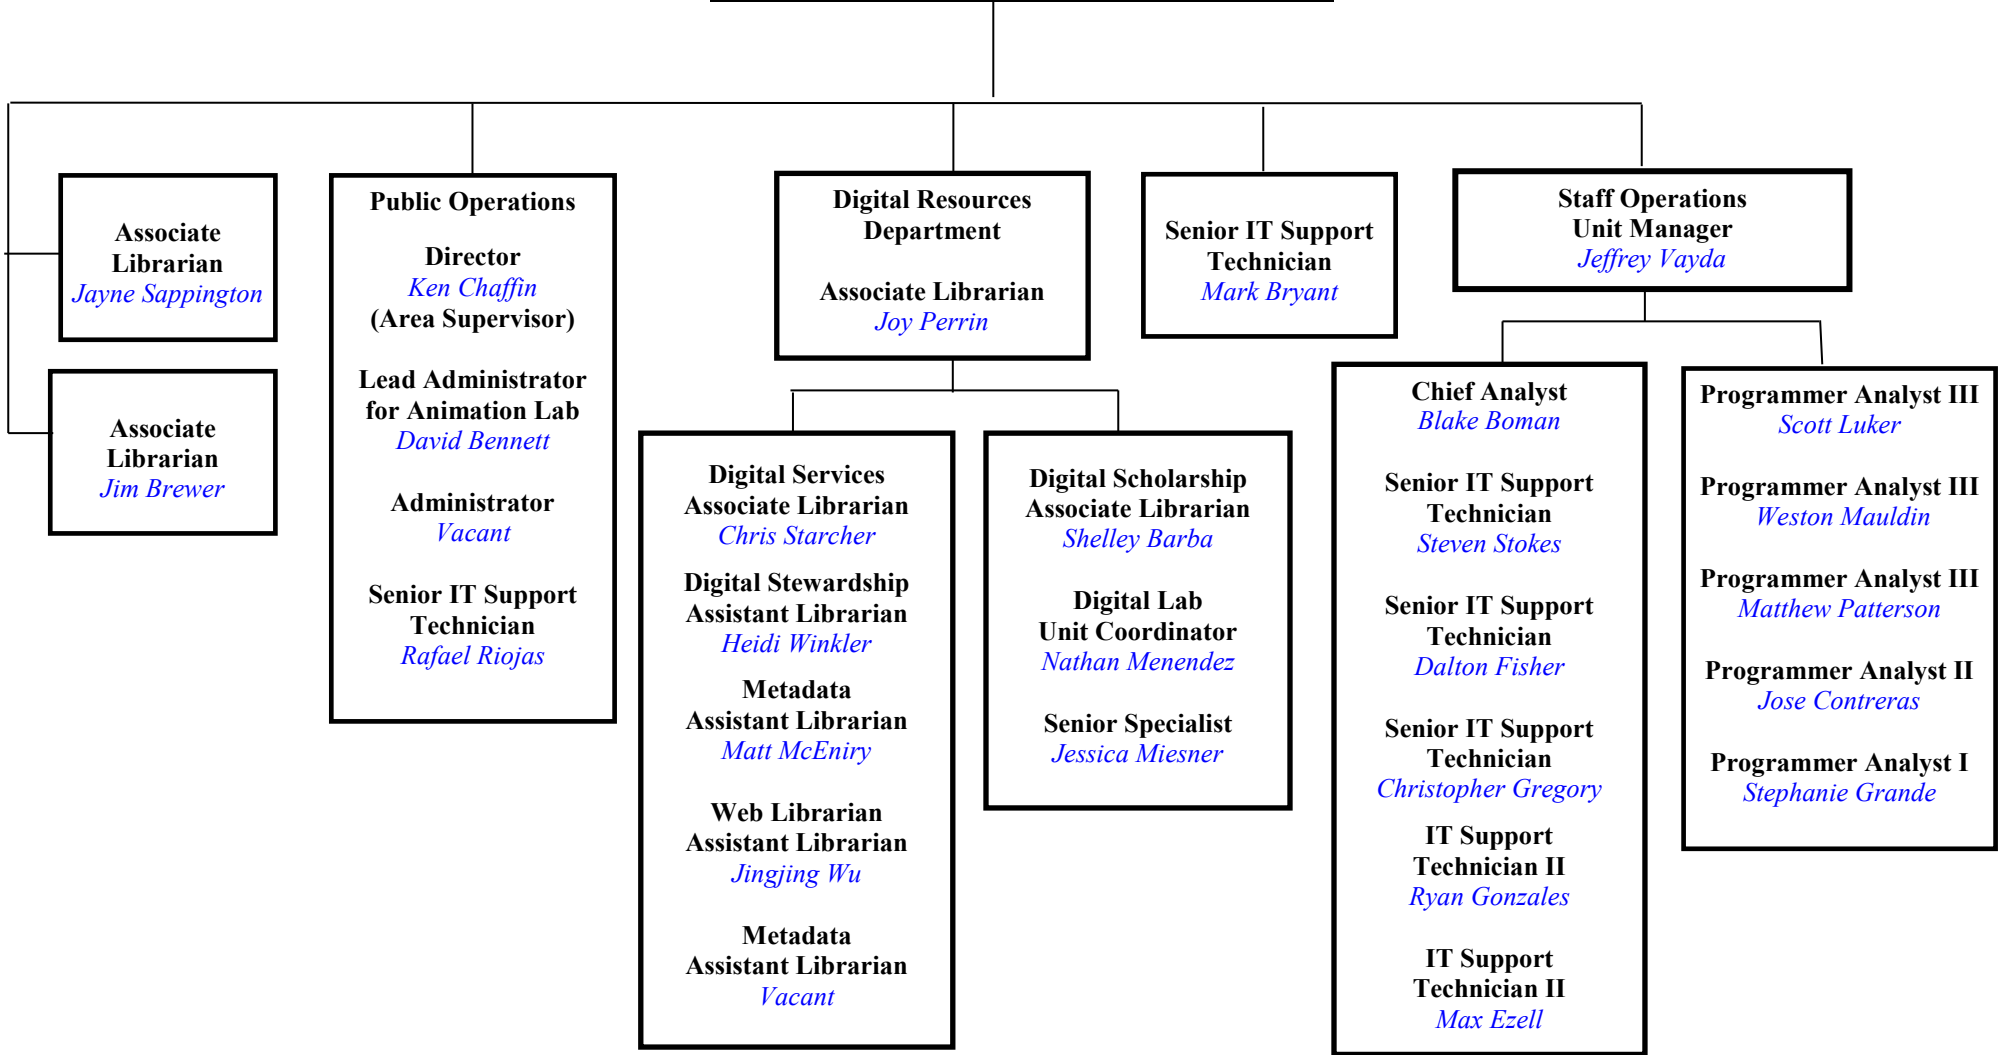 Associate
Librarian
Jayne Sappington
Associate
Librarian
Jim Brewer
Public Operations
Director
Ken Chaffin
(Area Supervisor)
Lead Administrator
for Animation Lab
David Bennett
Administrator
Vacant
Senior IT Support
Technician
Rafael Riojas
Digital Resources
Department
Associate Librarian
Joy Perrin
Digital Services
Associate Librarian
Chris Starcher
Digital Stewardship
Assistant Librarian
Heidi Winkler
Metadata
Assistant Librarian
Matt McEniry
Web Librarian
Assistant Librarian
Jingjing Wu
Metadata
Assistant Librarian
Vacant
Digital Scholarship
Associate Librarian
Shelley Barba
Digital Lab
Unit Coordinator
Nathan Menendez
Senior Specialist
Jessica Miesner
Senior IT Support
Technician
Mark Bryant
Staff Operations
Unit Manager
Jeffrey Vayda
Chief Analyst
Blake Boman
Senior IT Support
Technician
Steven Stokes
Senior IT Support
Technician
Dalton Fisher
Senior IT Support
Technician
Christopher Gregory
IT Support
Technician II
Ryan Gonzales
IT Support
Technician II
Max Ezell
Programmer Analyst III
Scott Luker
Programmer Analyst III
Weston Mauldin
Programmer Analyst III
Matthew Patterson
Programmer Analyst II
Jose Contreras
Programmer Analyst I
Stephanie Grande